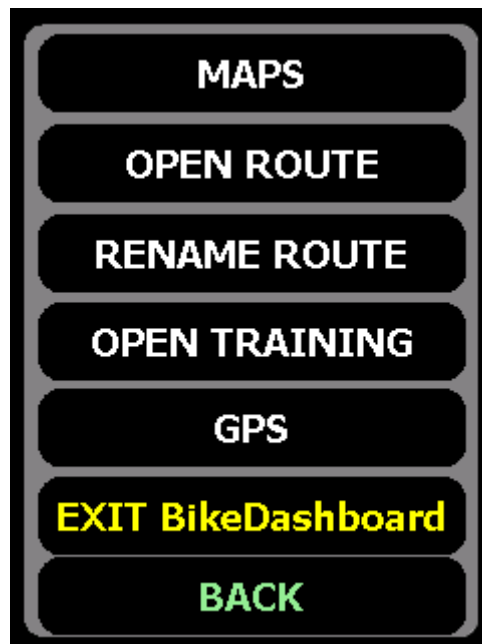 MAPS
OPEN ROUTE
RENAME ROUTE
OPEN TRAINING
GPS
EXIT BikeDashboard
BACK